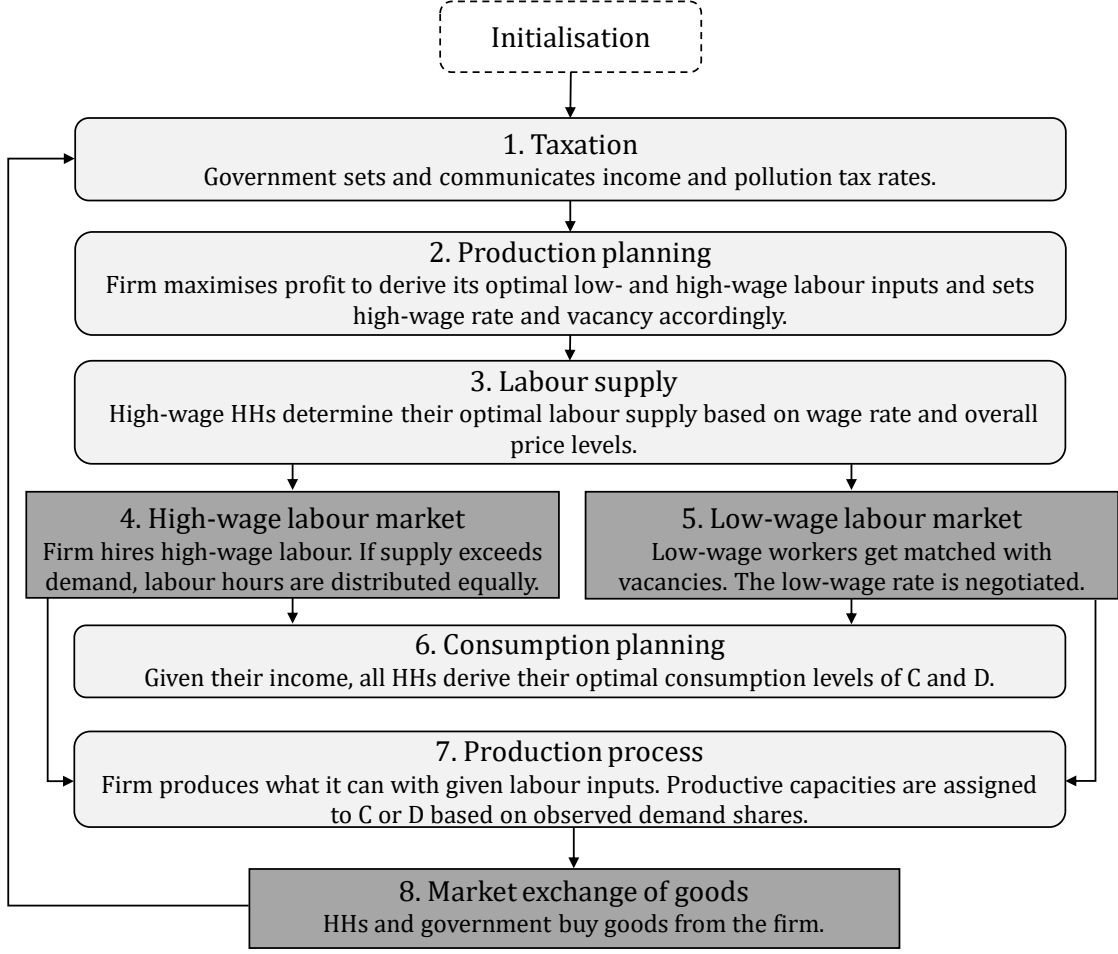 Initialisation
1. Taxation
Government sets and communicates income and pollution tax rates.
2. Production planning
Firm maximises profit to derive its optimal low- and high-wage labour inputs and sets
high-wage rate and vacancy accordingly.
3. Labour supply
High-wage HHs determine their optimal labour supply based on wage rate and overall
price levels.
4. High-wage labour market
Firm hires high-wage labour. If supply exceeds
demand, labour hours are distributed equally.
5. Low-wage labour market
Low-wage workers get matched with
vacancies. The low-wage rate is negotiated.
6. Consumption planning
Given their income, all HHs derive their optimal consumption levels of C and D.
7. Production process
Firm produces what it can with given labour inputs. Productive capacities are assigned
to C or D based on observed demand shares.
8. Market exchange of goods
HHs and government buy goods from the firm.